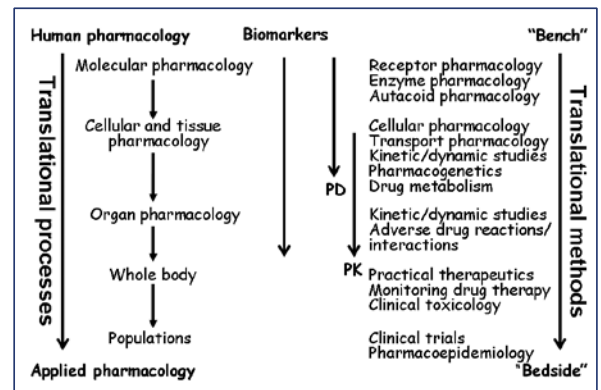 Human pharmacology
Biomarkers
"Bench"
Translational processes
Molecular pharmacology
Cellular and tissue
pharmacology
Organ pharmacology
Whole body
Populations
Applied pharmacology
PD
PK
Receptor pharmacology
Enzyme pharmacology
Autacoid pharmacology
Cellular pharmacology
Transport pharmacology
Kinetic/dynamic studies
Pharmacogenetics
Drug metabolism
Kinetic/dynamic studies
Adverse drug reactions/
interactions
Practical therapeutics
Monitoring drug therapy
Clinical toxicology
Clinical trials
Pharmacoepidemiology
Translational methods
"Bedside"